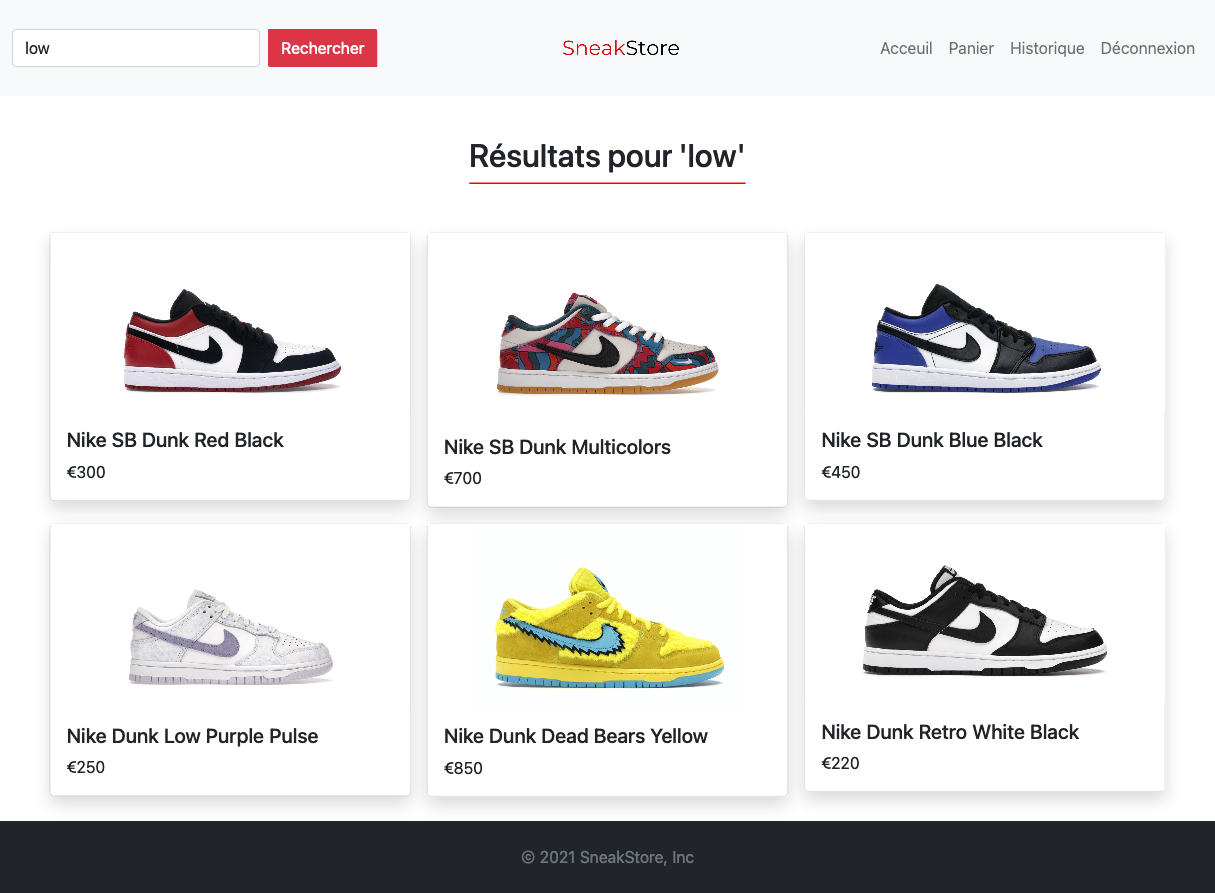 low
Rechercher
SneakStore
Acceuil
Panier
Historique
Déconnexion
Résultats pour 'low'
Nike SB Dunk Red Black
€300
Nike SB Dunk Multicolors
€700
Nike SB Dunk Blue Black
€450
Nike Dunk Low Purple Pulse
€250
Nike Dunk Dead Bears Yellow
€850
Nike Dunk Retro White Black
€220
© 2021 SneakStore, Inc